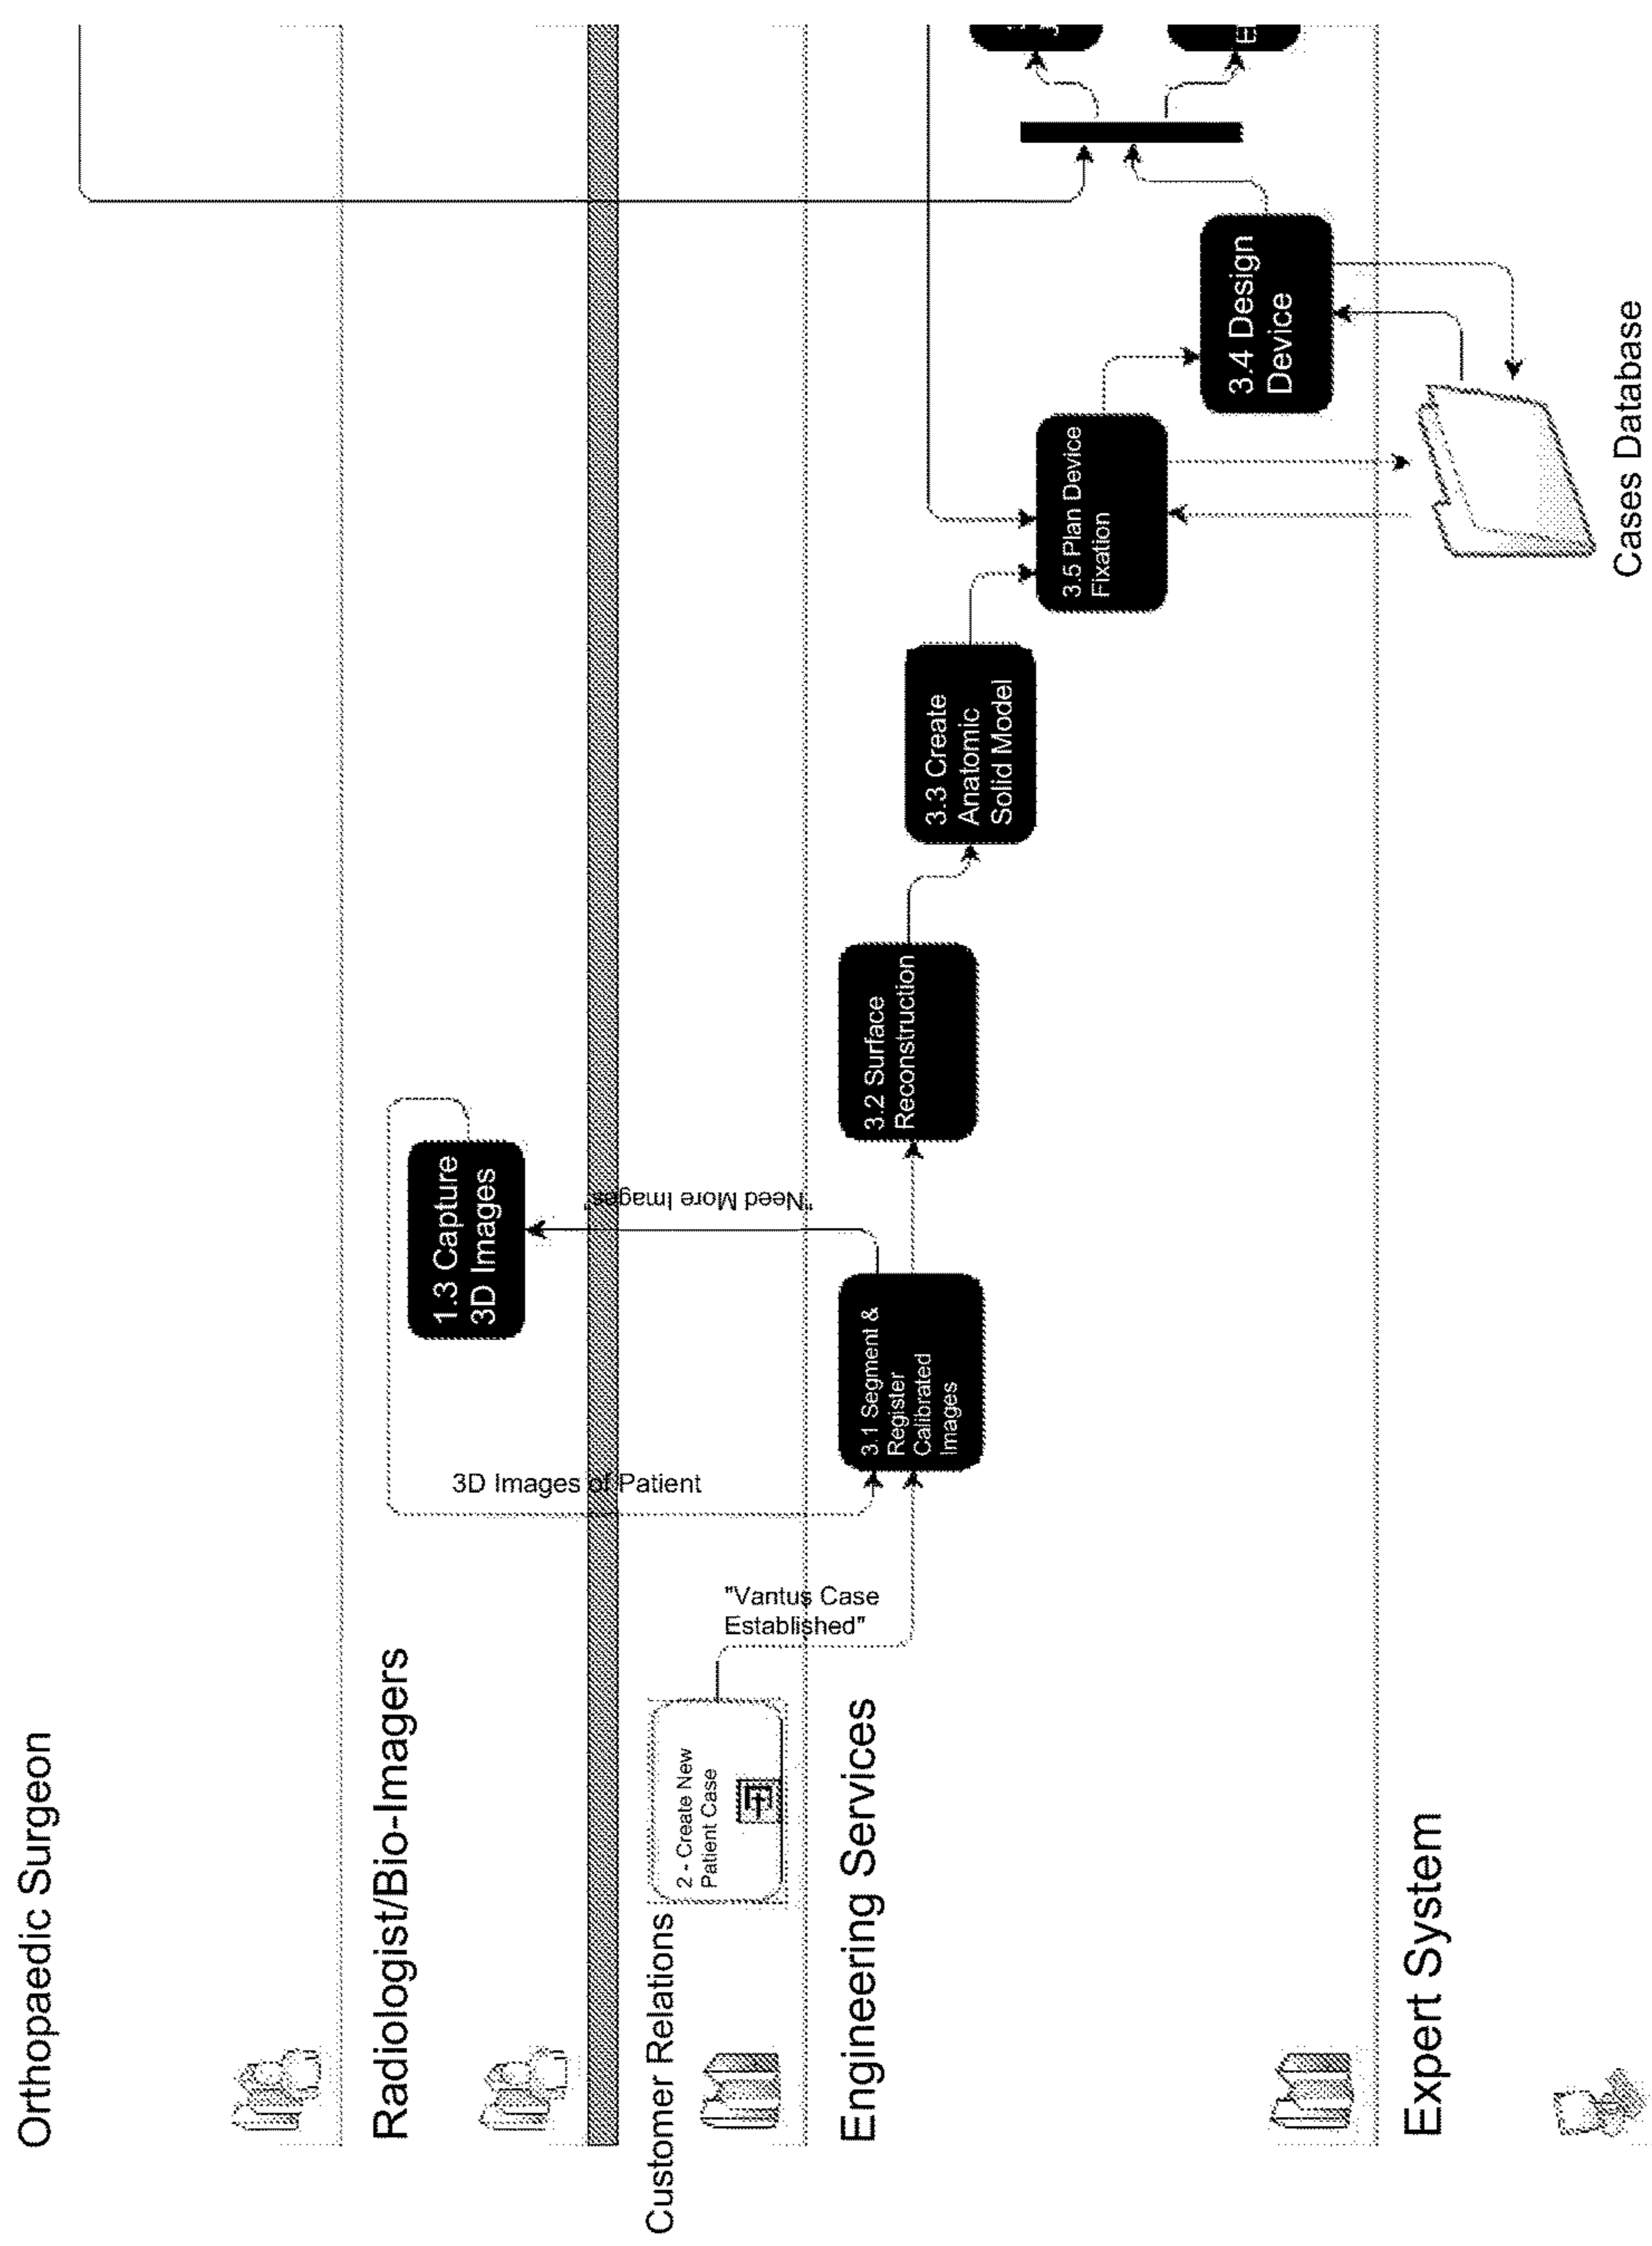 Orthopaedic Surgeon
Radiologist/Bio-Images
1.3 Capture
3D Images
3D Images of Patient
"Need More Images"
Customer Relations
2 - Create New
Patient Case
"Vantus Case
Established"
Engineering Services
3.1 Segment &
Register
Calibrated
Images
3.2 Surface
Reconstruction
3.3 Create
Anatomic
Solid Model
3.5 Plan Device
Fixation
3.4 Design
Device
Expert System
Cases Database